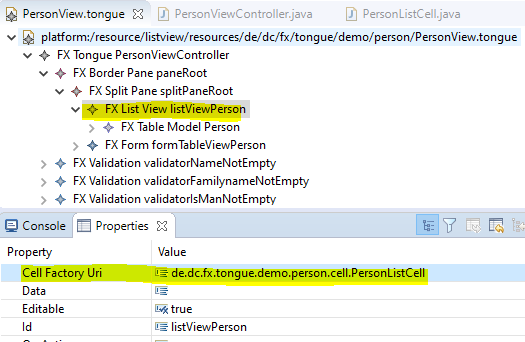 PersonView.tongue PersonViewController.java PersonListCell.java
platform:/resource/listview/resources/de/dc/fx/tongue/demo/person/PersonView.tongue
FX Tongue PersonViewController
FX Border Pane paneRoot
FX Split Pane splitPaneRoot
FX List View listViewPerson
FX Table Model Person
FX Form formTableViewPerson
FX Validation validatorNameNotEmpty
FX Validation validatorFamilynameNotEmpty
FX Validation validatorIsManNotEmpty
Console Properties
Property Value
Cell Factory Uri de.dc.fx.tongue.demo.person.cell.PersonListCell
Data
Editable true
Id listViewPerson